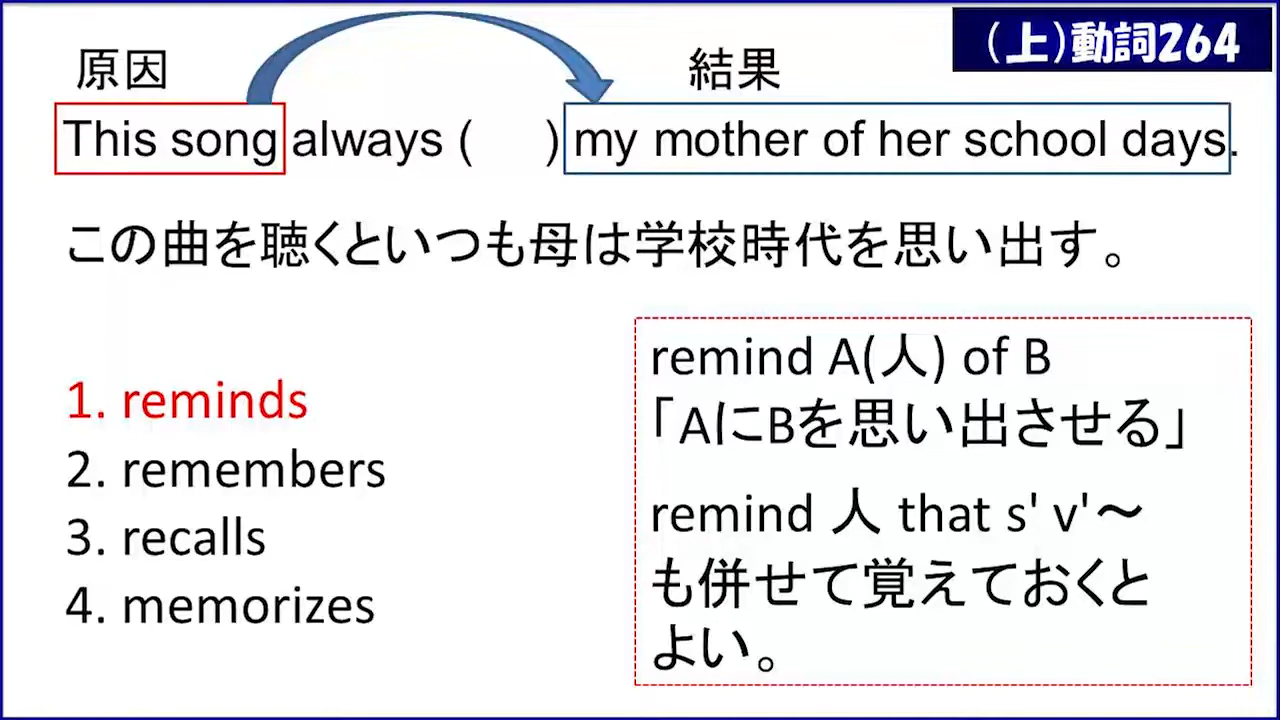 (上)動詞264
原因 結果
This song always (　　) my mother of her school days.
この曲を聴くといつも母は学校時代を思い出す。
1. reminds
2. remembers
3. recalls
4. memorizes
remind A(人) of B
「AにBを思い出させる」
remind 人 that s' v'～
も併せて覚えておくと
よい。